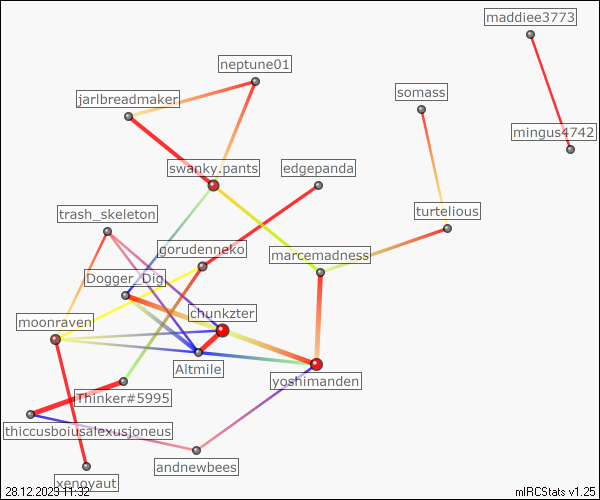 maddiee3773
neptune01
somass
jarlbreadmaker
mingus4742
swanky.pants
edgepanda
trash_skeleton
turtelious
gorudenneko
marcemadness
Dogger_Dig
chunkzter
moonraven
Altmile
yoshimanden
Thinker#5995
thiccusboiusalexusjoneus
andnewbees
xenovaut
28.12.2023 11:32
mIRCStats v1.25